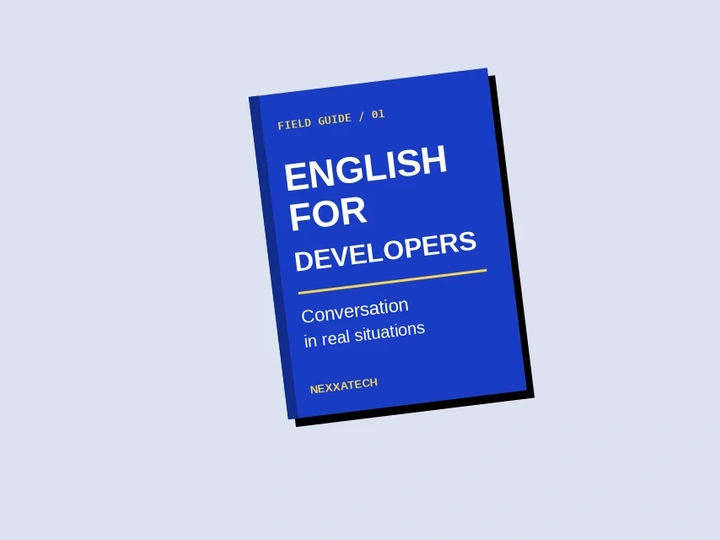 FIELD GUIDE / 01
ENGLISH
FOR
DEVELOPERS
Conversation
in real situations
NEXXATECH